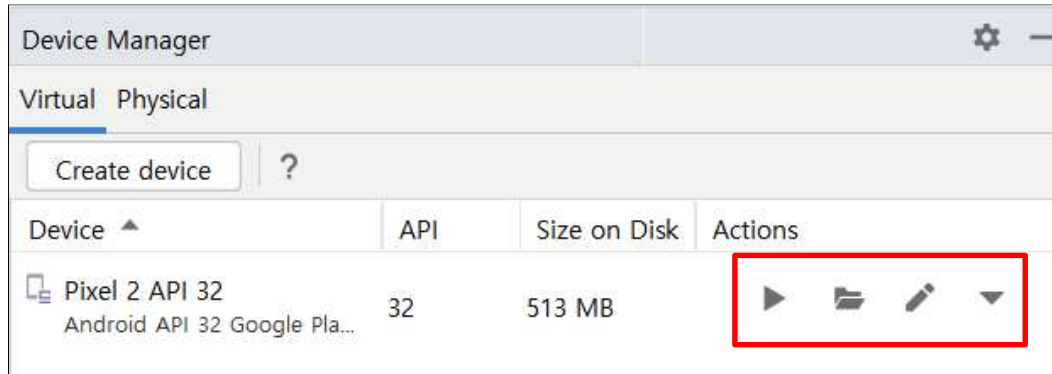 Device Manager
Virtual Physical
Create device ?
Device API Size on Disk Actions
Pixel 2 API 32
Android API 32 Google Pla... 32 513 MB